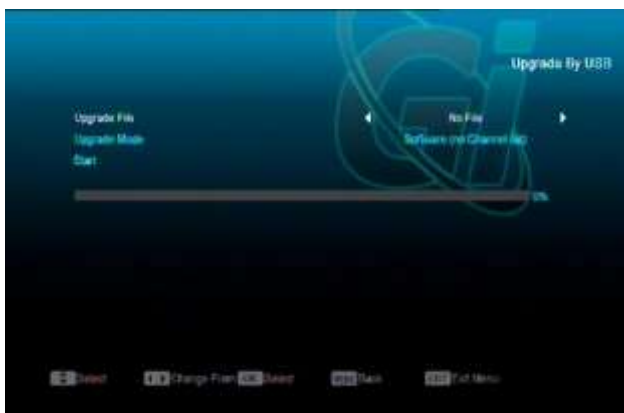 Upgrade By USB
Upgrade File No File
Upgrade Mode Software (no Channel list)
Start
0%
Select Change Select Back Exit Menu